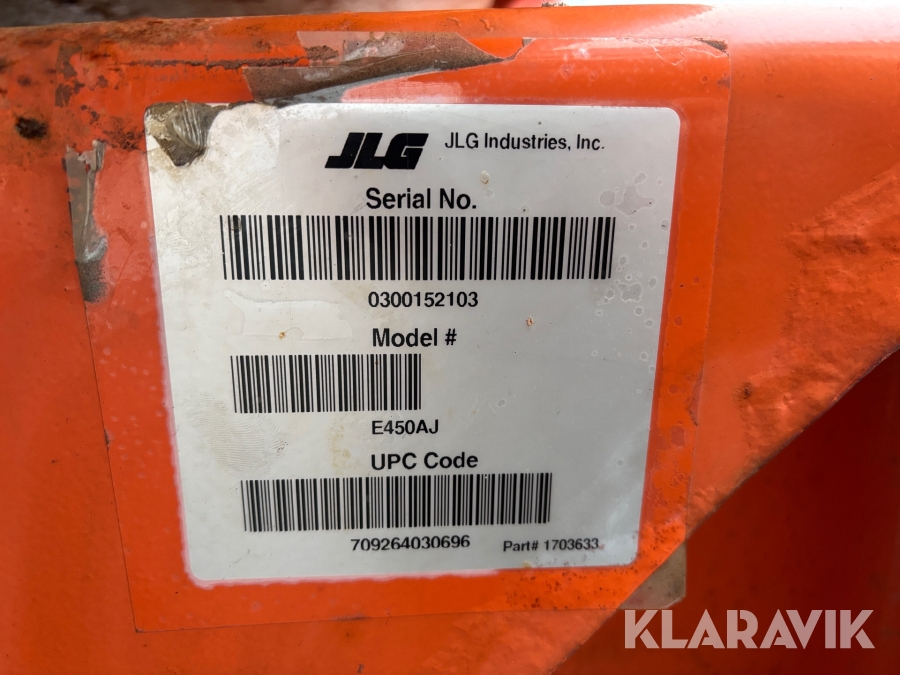 JLG JLG Industries, Inc.
Serial No.
0300152103
Model #
E450AJ
UPC Code
709264030696 Part# 1703633
KLARAVIK